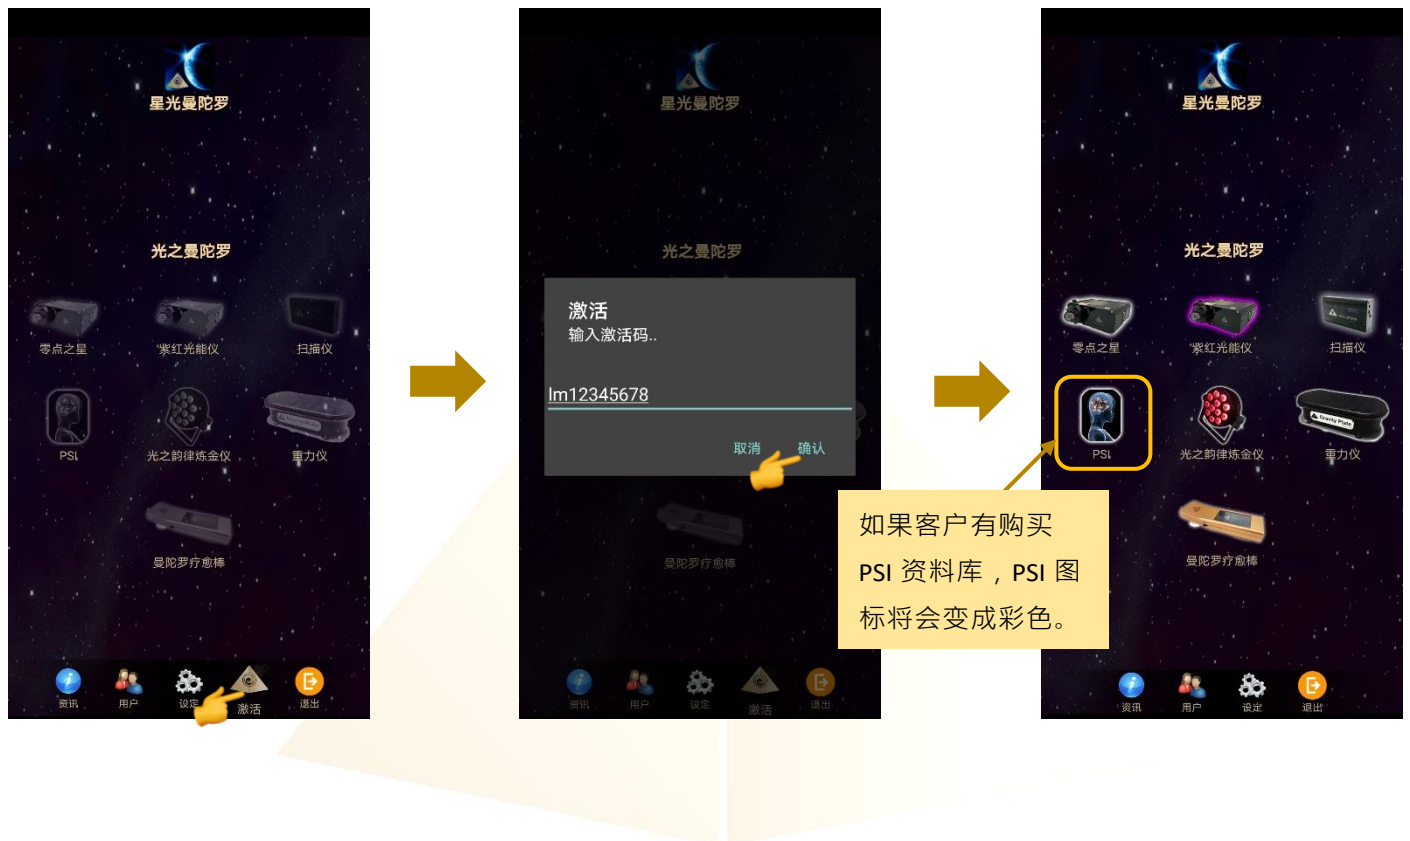 星光曼陀罗
光之曼陀罗
零点之星
紫红光能仪
扫描仪
PSI
光之韵律炼金仪
重力仪
曼陀罗疗愈棒
资讯
用户
设定
激活
退出
星光曼陀罗
光之曼陀罗
激活
输入激活码..
lm12345678
取消
确认
曼陀罗疗愈棒
资讯
用户
设定
激活
退出
星光曼陀罗
光之曼陀罗
零点之星
紫红光能仪
扫描仪
PSI
光之韵律炼金仪
Gravity Plate
重力仪
曼陀罗疗愈棒
资讯
用户
设定
退出
如果客户有购买
PSI 资料库，PSI 图
标将会变成彩色。